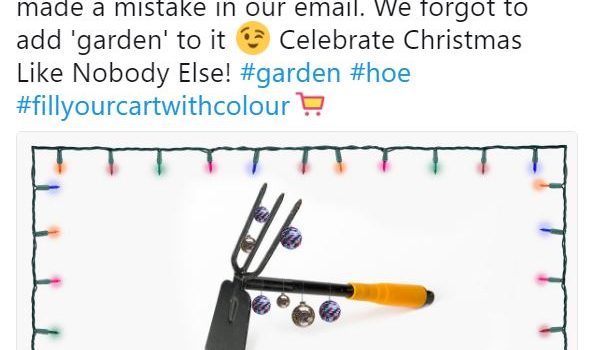 made a mistake in our email. We forgot to
add 'garden' to it 😉 Celebrate Christmas
Like Nobody Else! #garden #hoe
#fillyourcartwithcolour 🛒